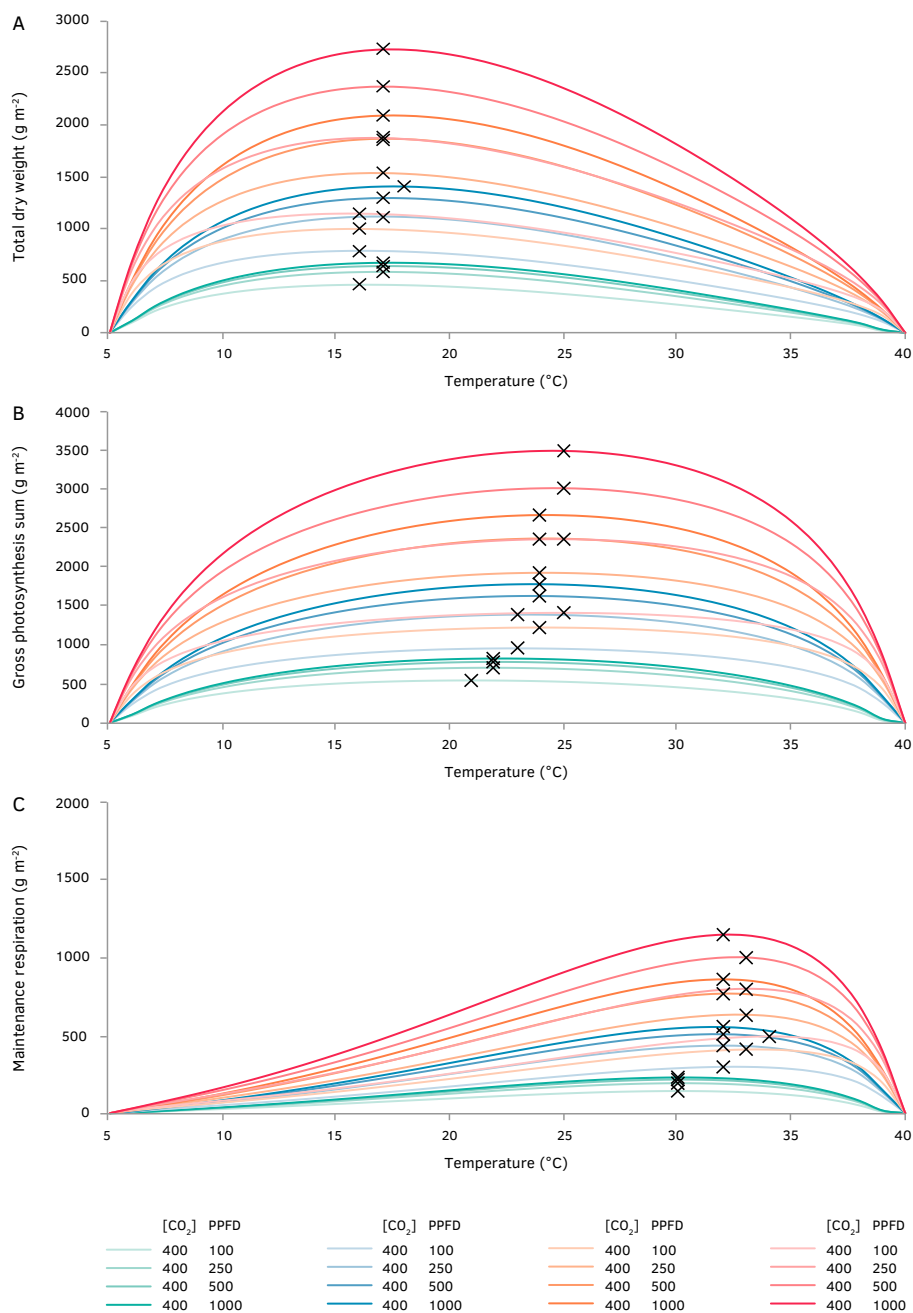 A
Total dry weight (g m⁻²)
3000
2500
2000
1500
1000
500
0
5 10 15 20 25 30 35 40
Temperature (°C)
B
Gross photosynthesis sum (g m⁻²)
4000
3500
3000
2500
2000
1500
1000
500
0
5 10 15 20 25 30 35 40
Temperature (°C)
C
Maintenance respiration (g m⁻²)
2000
1500
1000
500
0
5 10 15 20 25 30 35 40
Temperature (°C)
[CO₂] PPFD [CO₂] PPFD [CO₂] PPFD [CO₂] PPFD
400 100 400 100 400 100 400 100
400 250 400 250 400 250 400 250
400 500 400 500 400 500 400 500
400 1000 400 1000 400 1000 400 1000